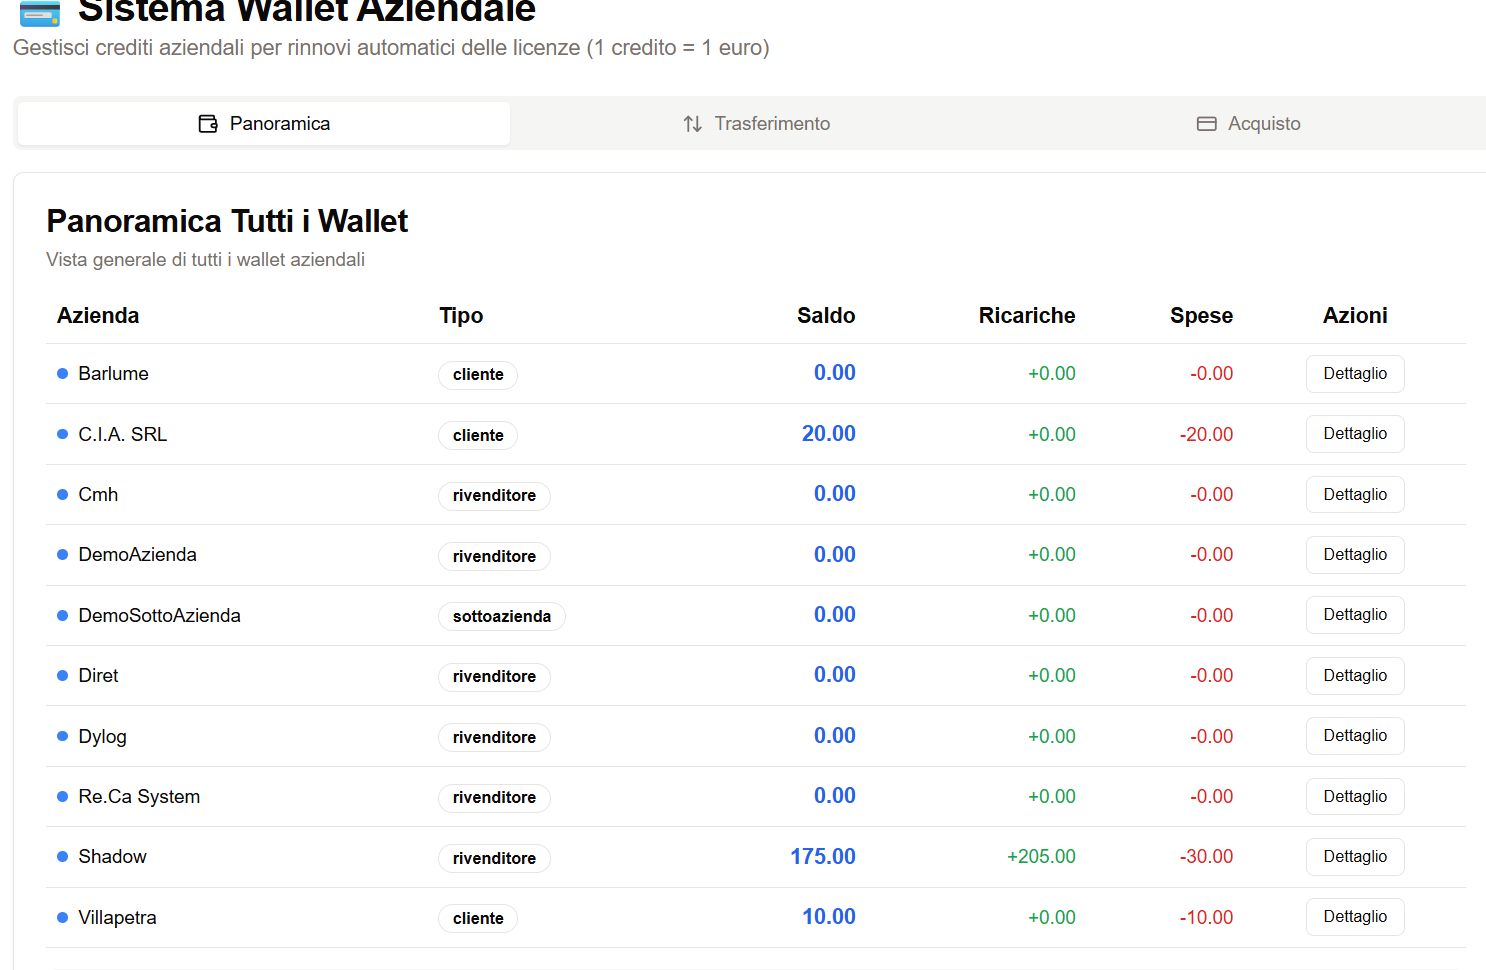 Sistema Wallet Aziendale
Gestisci crediti aziendali per rinnovi automatici delle licenze (1 credito = 1 euro)
Panoramica Trasferimento Acquisto
Panoramica Tutti i Wallet
Vista generale di tutti i wallet aziendali
Azienda Tipo Saldo Ricariche Spese Azioni
Barlume cliente 0.00 +0.00 -0.00 Dettaglio
C.I.A. SRL cliente 20.00 +0.00 -20.00 Dettaglio
Cmh rivenditore 0.00 +0.00 -0.00 Dettaglio
DemoAzienda rivenditore 0.00 +0.00 -0.00 Dettaglio
DemoSottoAzienda sottoazienda 0.00 +0.00 -0.00 Dettaglio
Diret rivenditore 0.00 +0.00 -0.00 Dettaglio
Dylog rivenditore 0.00 +0.00 -0.00 Dettaglio
Re.Ca System rivenditore 0.00 +0.00 -0.00 Dettaglio
Shadow rivenditore 175.00 +205.00 -30.00 Dettaglio
Villapetra cliente 10.00 +0.00 -10.00 Dettaglio